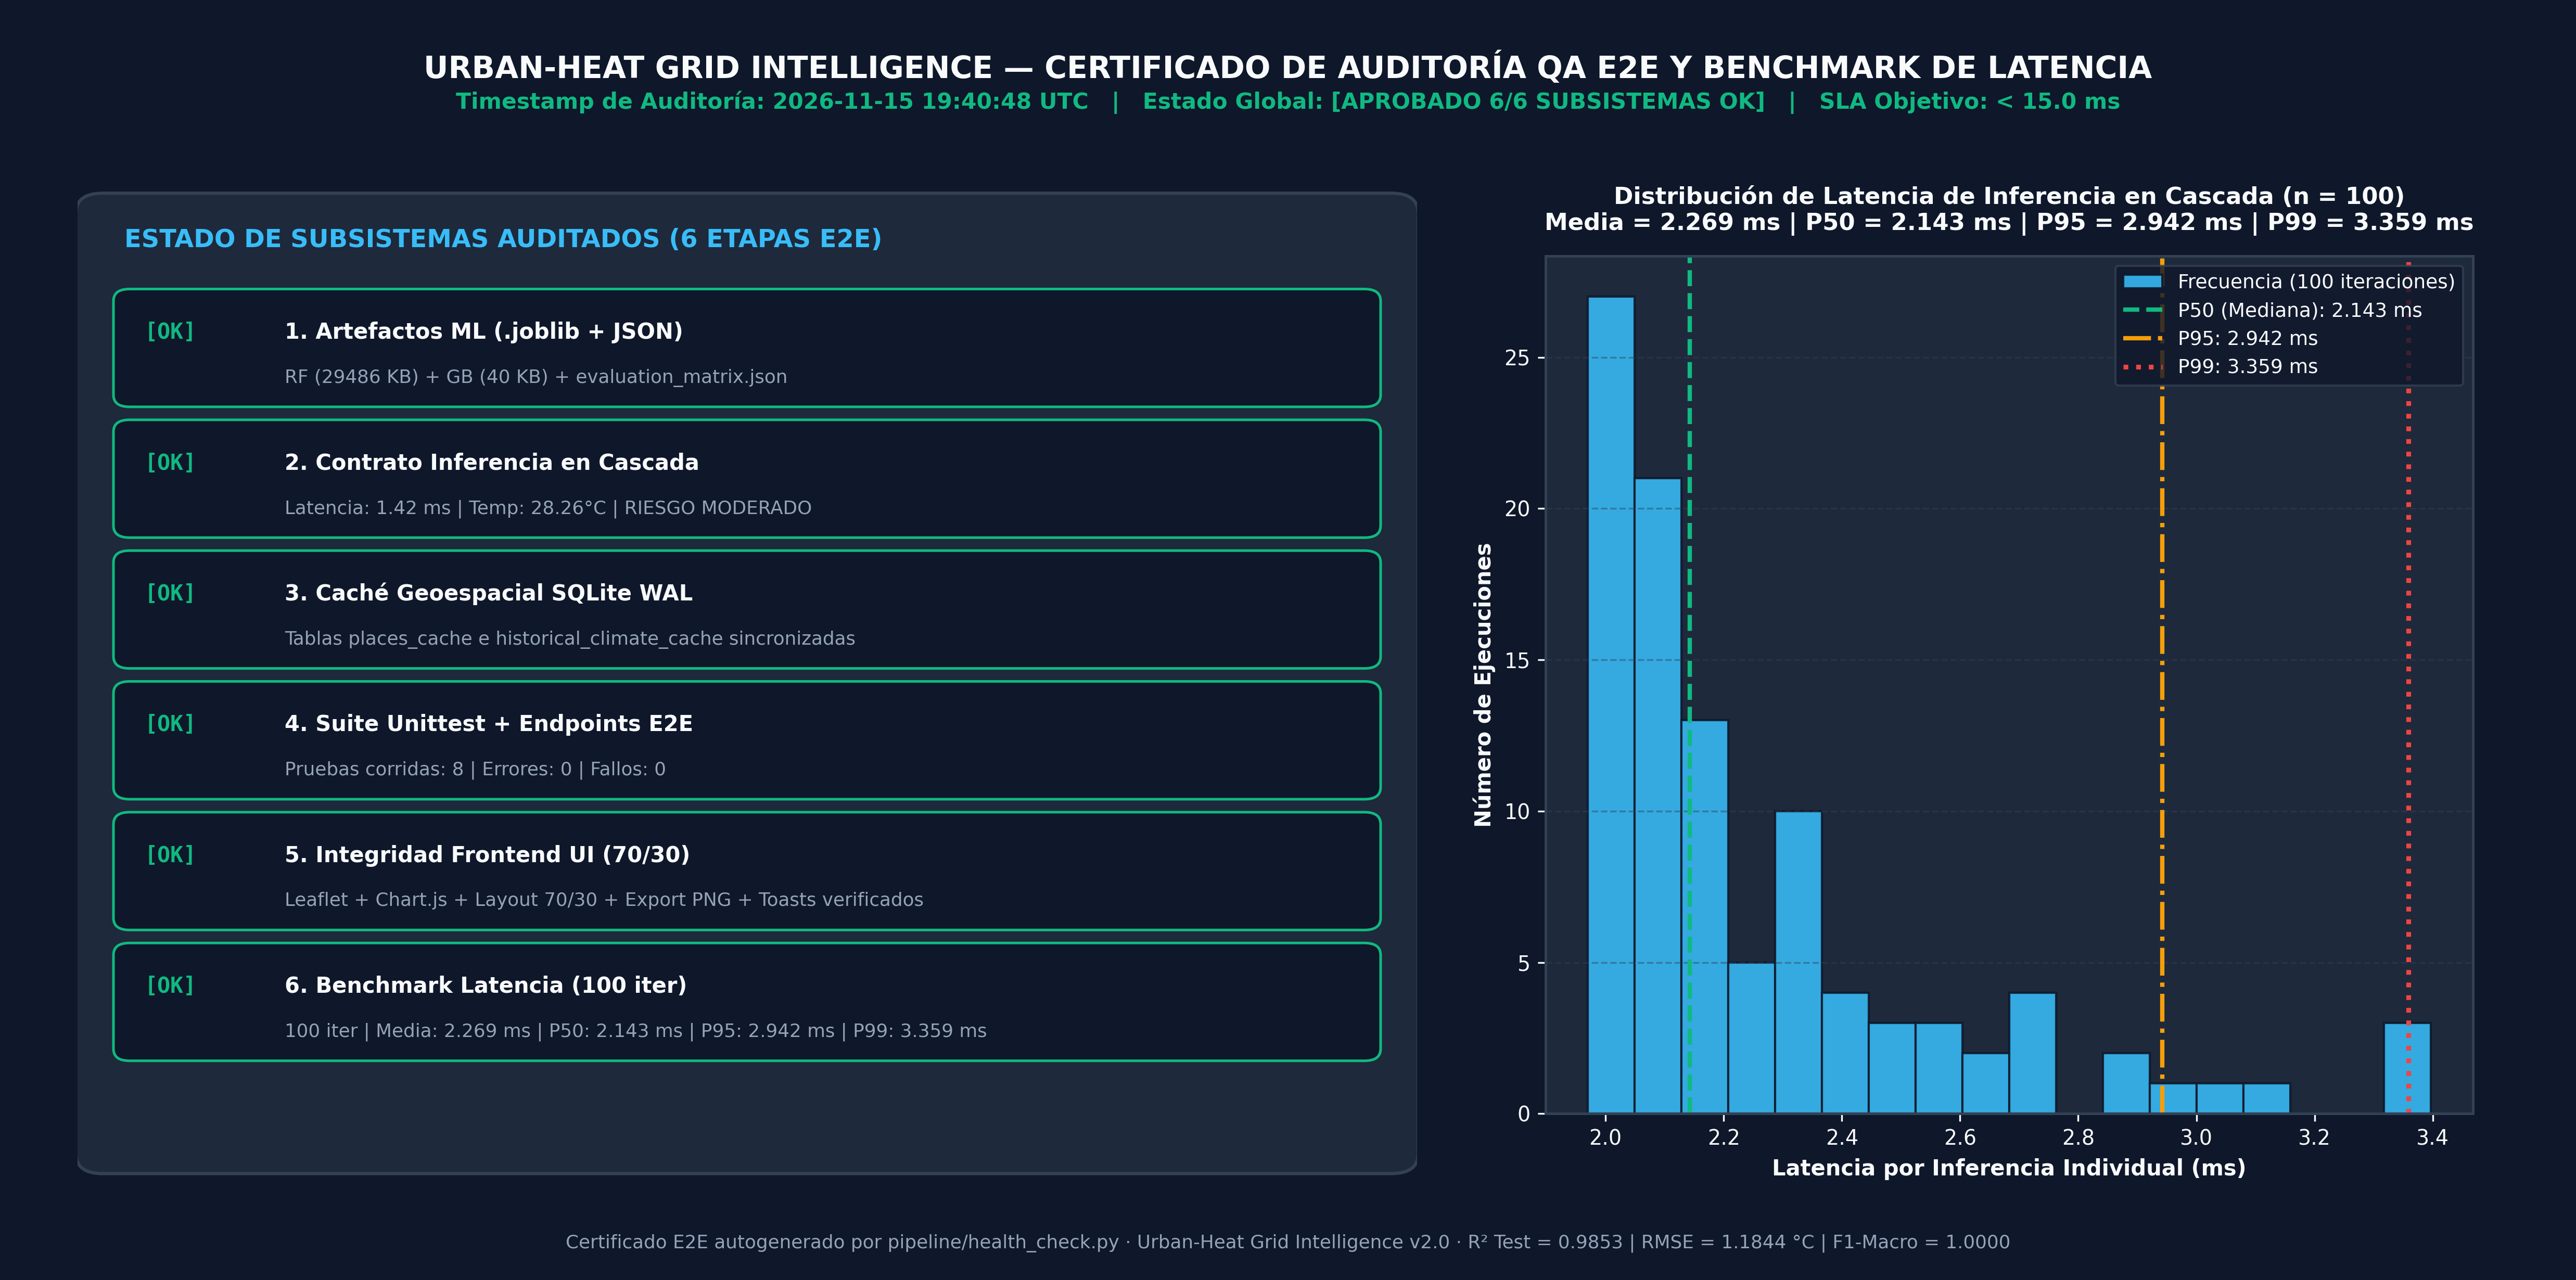 URBAN-HEAT GRID INTELLIGENCE — CERTIFICADO DE AUDITORÍA QA E2E Y BENCHMARK DE LATENCIA
Timestamp de Auditoría: 2026-11-15 19:40:48 UTC | Estado Global: [APROBADO 6/6 SUBSISTEMAS OK] | SLA Objetivo: < 15.0 ms
ESTADO DE SUBSISTEMAS AUDITADOS (6 ETAPAS E2E)
[OK] 1. Artefactos ML (.joblib + JSON)
RF (29486 KB) + GB (40 KB) + evaluation_matrix.json
[OK] 2. Contrato Inferencia en Cascada
Latencia: 1.42 ms | Temp: 28.26°C | RIESGO MODERADO
[OK] 3. Caché Geoespacial SQLite WAL
Tablas places_cache e historical_climate_cache sincronizadas
[OK] 4. Suite Unittest + Endpoints E2E
Pruebas corridas: 8 | Errores: 0 | Fallos: 0
[OK] 5. Integridad Frontend UI (70/30)
Leaflet + Chart.js + Layout 70/30 + Export PNG + Toasts verificados
[OK] 6. Benchmark Latencia (100 iter)
100 iter | Media: 2.269 ms | P50: 2.143 ms | P95: 2.942 ms | P99: 3.359 ms
Distribución de Latencia de Inferencia en Cascada (n = 100)
Media = 2.269 ms | P50 = 2.143 ms | P95 = 2.942 ms | P99 = 3.359 ms
Frecuencia (100 iteraciones)
P50 (Mediana): 2.143 ms
P95: 2.942 ms
P99: 3.359 ms
Número de Ejecuciones
25
20
15
10
5
0
2.0 2.2 2.4 2.6 2.8 3.0 3.2 3.4
Latencia por Inferencia Individual (ms)
Certificado E2E autogenerado por pipeline/health_check.py · Urban-Heat Grid Intelligence v2.0 · R² Test = 0.9853 | RMSE = 1.1844 °C | F1-Macro = 1.0000